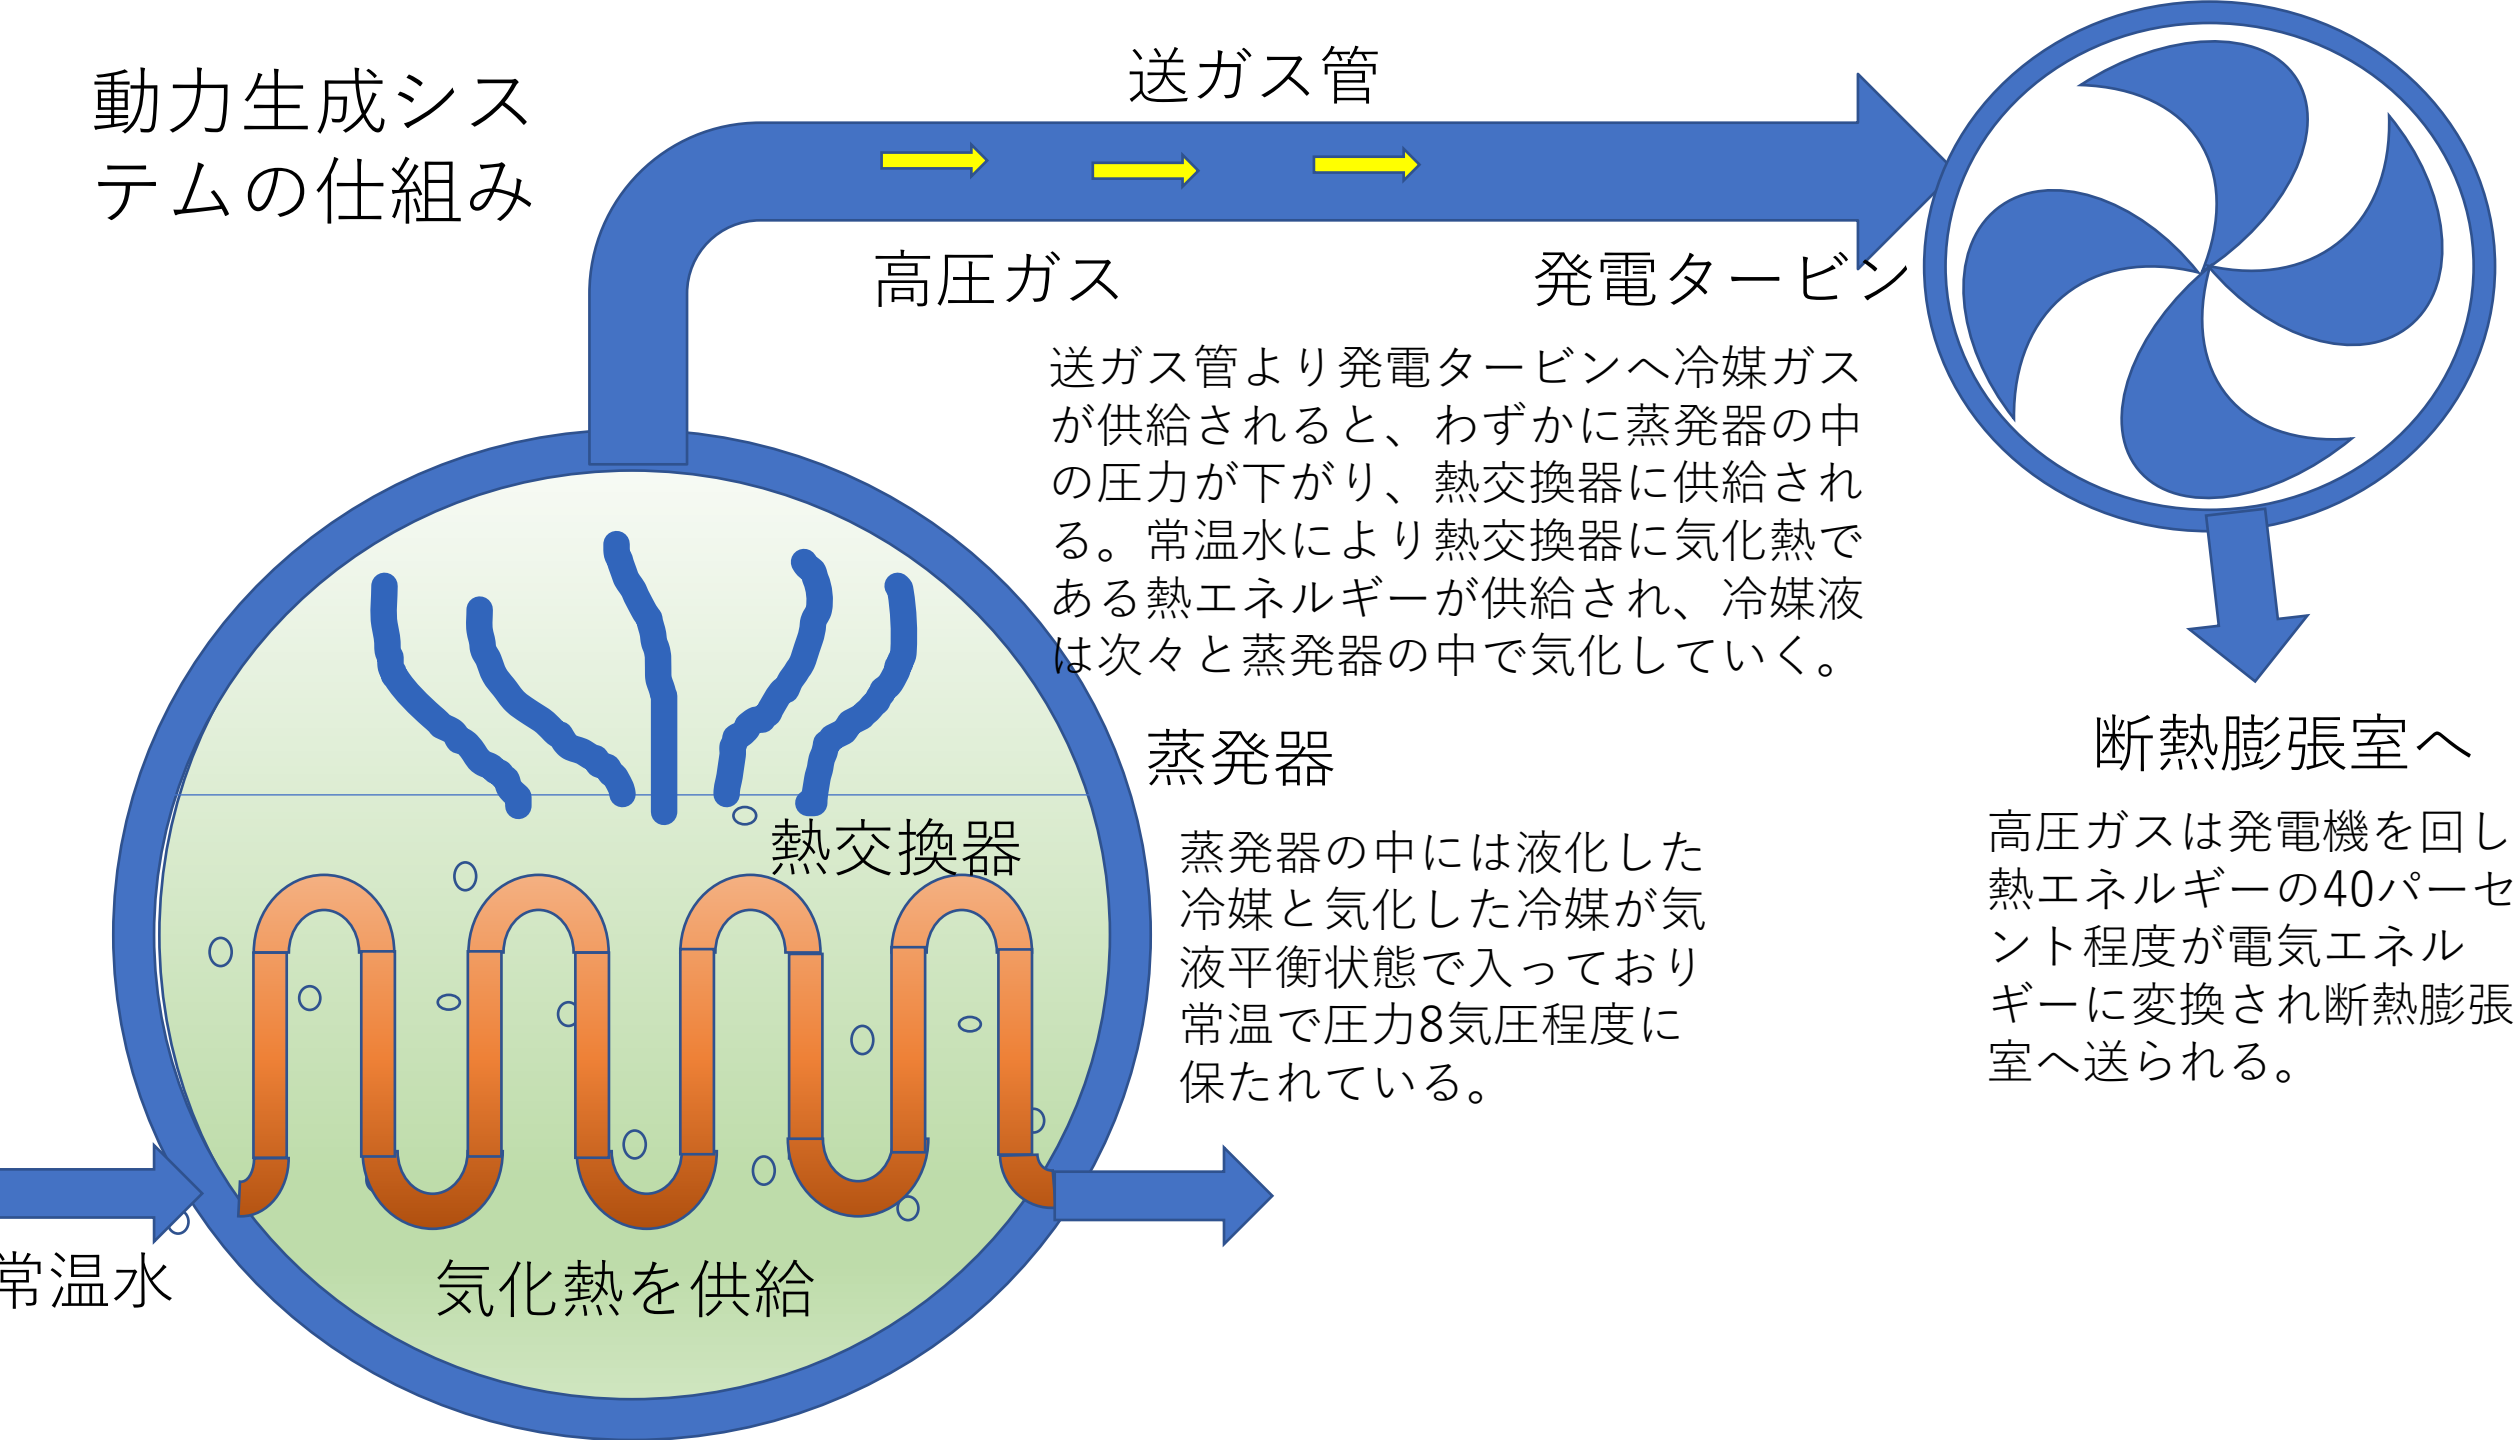 動力生成シス
テムの仕組み
送ガス管
高圧ガス
発電タービン
送ガス管より発電タービンへ冷媒ガス
が供給されると、わずかに蒸発器の中
の圧力が下がり、熱交換器に供給され
る。常温水により熱交換器に気化熱で
ある熱エネルギーが供給され、冷媒液
は次々と蒸発器の中で気化していく。
蒸発器
蒸発器の中には液化した
冷媒と気化した冷媒が気
液平衡状態で入っており
常温で圧力8気圧程度に
保たれている。
断熱膨張室へ
高圧ガスは発電機を回し
熱エネルギーの40パーセ
ント程度が電気エネル
ギーに変換され断熱膨張
室へ送られる。
熱交換器
常温水
気化熱を供給